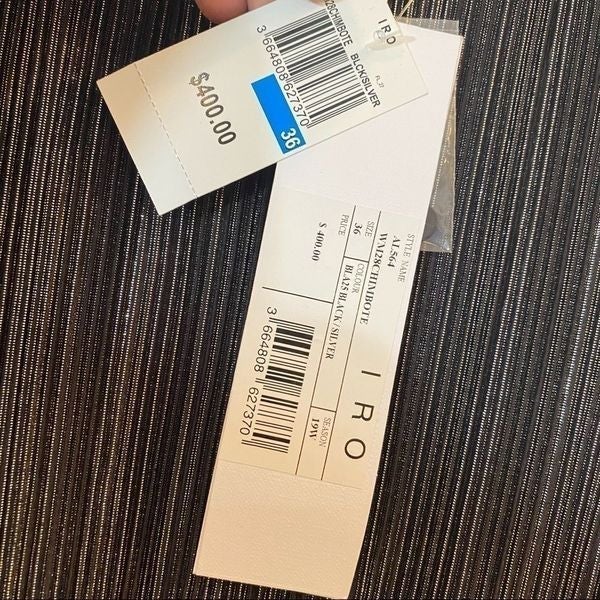 IRO
28CHIMBOTE BLCK/SILVER
3 664808 627370
36
$400.00
STYLE NAME
AL564
WM28CHIMBOTE
SIZE
36
COLOUR
BLA25 BLACK/SILVER
SEASON
19W
PRICE
$ 400.00
3 664808 627370
IRO